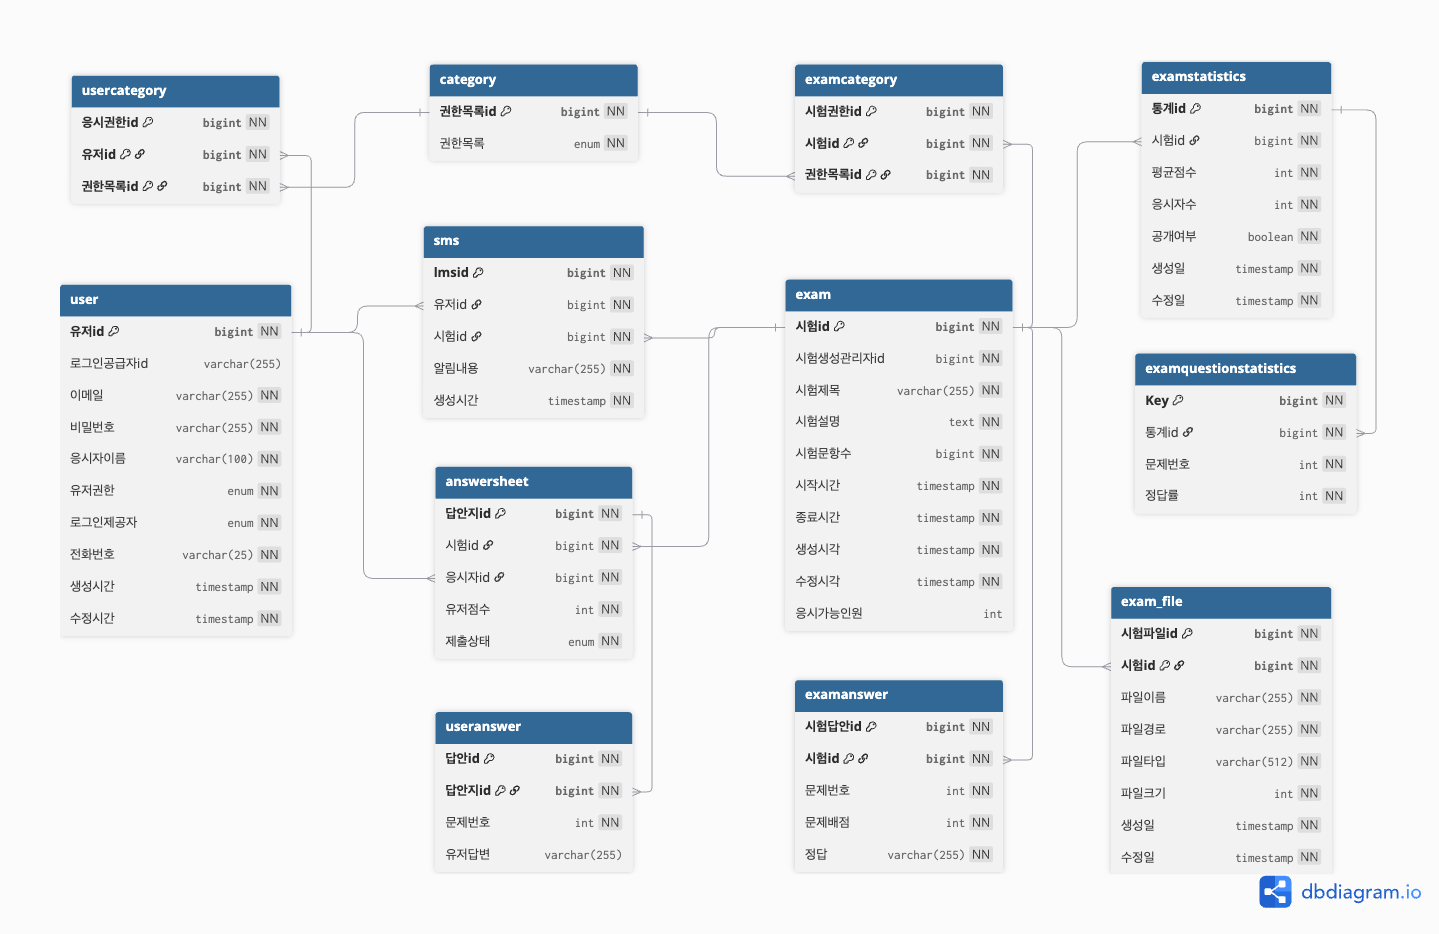 usercategory
응시권한id bigint NN
유저id bigint NN
권한목록id bigint NN
category
권한목록id bigint NN
권한목록 enum NN
examcategory
시험권한id bigint NN
시험id bigint NN
권한목록id bigint NN
examstatistics
통계id bigint NN
시험id bigint NN
평균점수 int NN
응시자수 int NN
공개여부 boolean NN
생성일 timestamp NN
수정일 timestamp NN
user
유저id bigint NN
로그인공급자id varchar(255)
이메일 varchar(255) NN
비밀번호 varchar(255) NN
응시자이름 varchar(100) NN
유저권한 enum NN
로그인제공자 enum NN
전화번호 varchar(25) NN
생성시간 timestamp NN
수정시간 timestamp NN
sms
lmsid bigint NN
유저id bigint NN
시험id bigint NN
알림내용 varchar(255) NN
생성시간 timestamp NN
exam
시험id bigint NN
시험생성관리자id bigint NN
시험제목 varchar(255) NN
시험설명 text NN
시험문항수 bigint NN
시작시간 timestamp NN
종료시간 timestamp NN
생성시각 timestamp NN
수정시각 timestamp NN
응시가능인원 int
examquestionstatistics
Key bigint NN
통계id bigint NN
문제번호 int NN
정답률 int NN
answersheet
답안지id bigint NN
시험id bigint NN
응시자id bigint NN
유저점수 int NN
제출상태 enum NN
exam_file
시험파일id bigint NN
시험id bigint NN
파일이름 varchar(255) NN
파일경로 varchar(255) NN
파일타입 varchar(512) NN
파일크기 int NN
생성일 timestamp NN
수정일 timestamp NN
useranswer
답안id bigint NN
답안지id bigint NN
문제번호 int NN
유저답변 varchar(255)
examanswer
시험답안id bigint NN
시험id bigint NN
문제번호 int NN
문제배점 int NN
정답 varchar(255) NN
dbdiagram.io